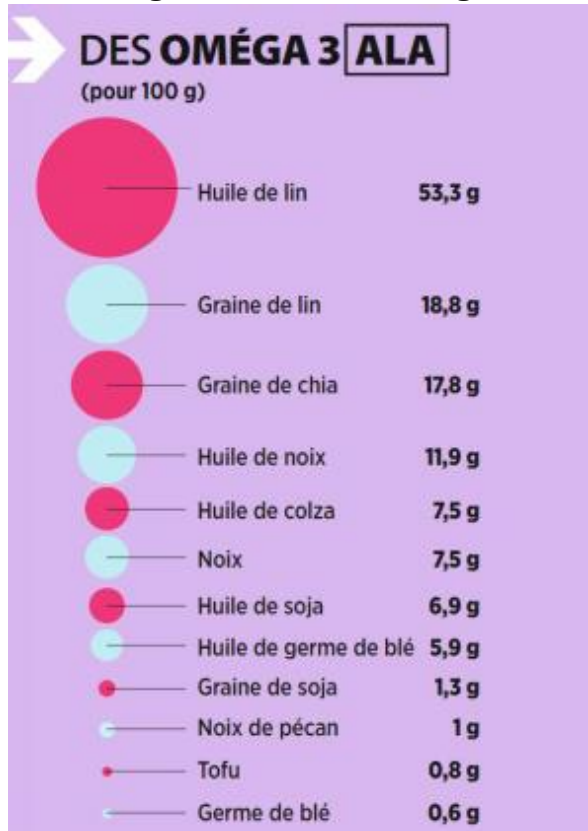 DES OMÉGA 3 ALA
(pour 100 g)
Huile de lin 53,3 g
Graine de lin 18,8 g
Graine de chia 17,8 g
Huile de noix 11,9 g
Huile de colza 7,5 g
Noix 7,5 g
Huile de soja 6,9 g
Huile de germe de blé 5,9 g
Graine de soja 1,3 g
Noix de pécan 1 g
Tofu 0,8 g
Germe de blé 0,6 g